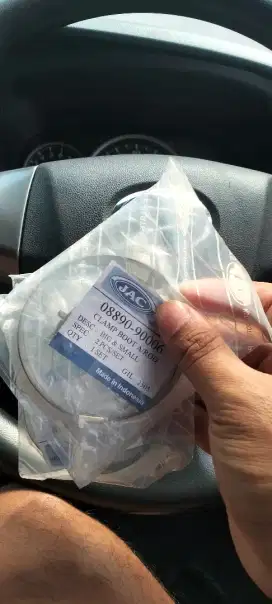 JAC
08890-90006
CLAMP BOOT A/ROD
DESC : BIG & SMALL
SPEC : 2 PCS/SET
QTY : 1 SET
Made in Indonesia